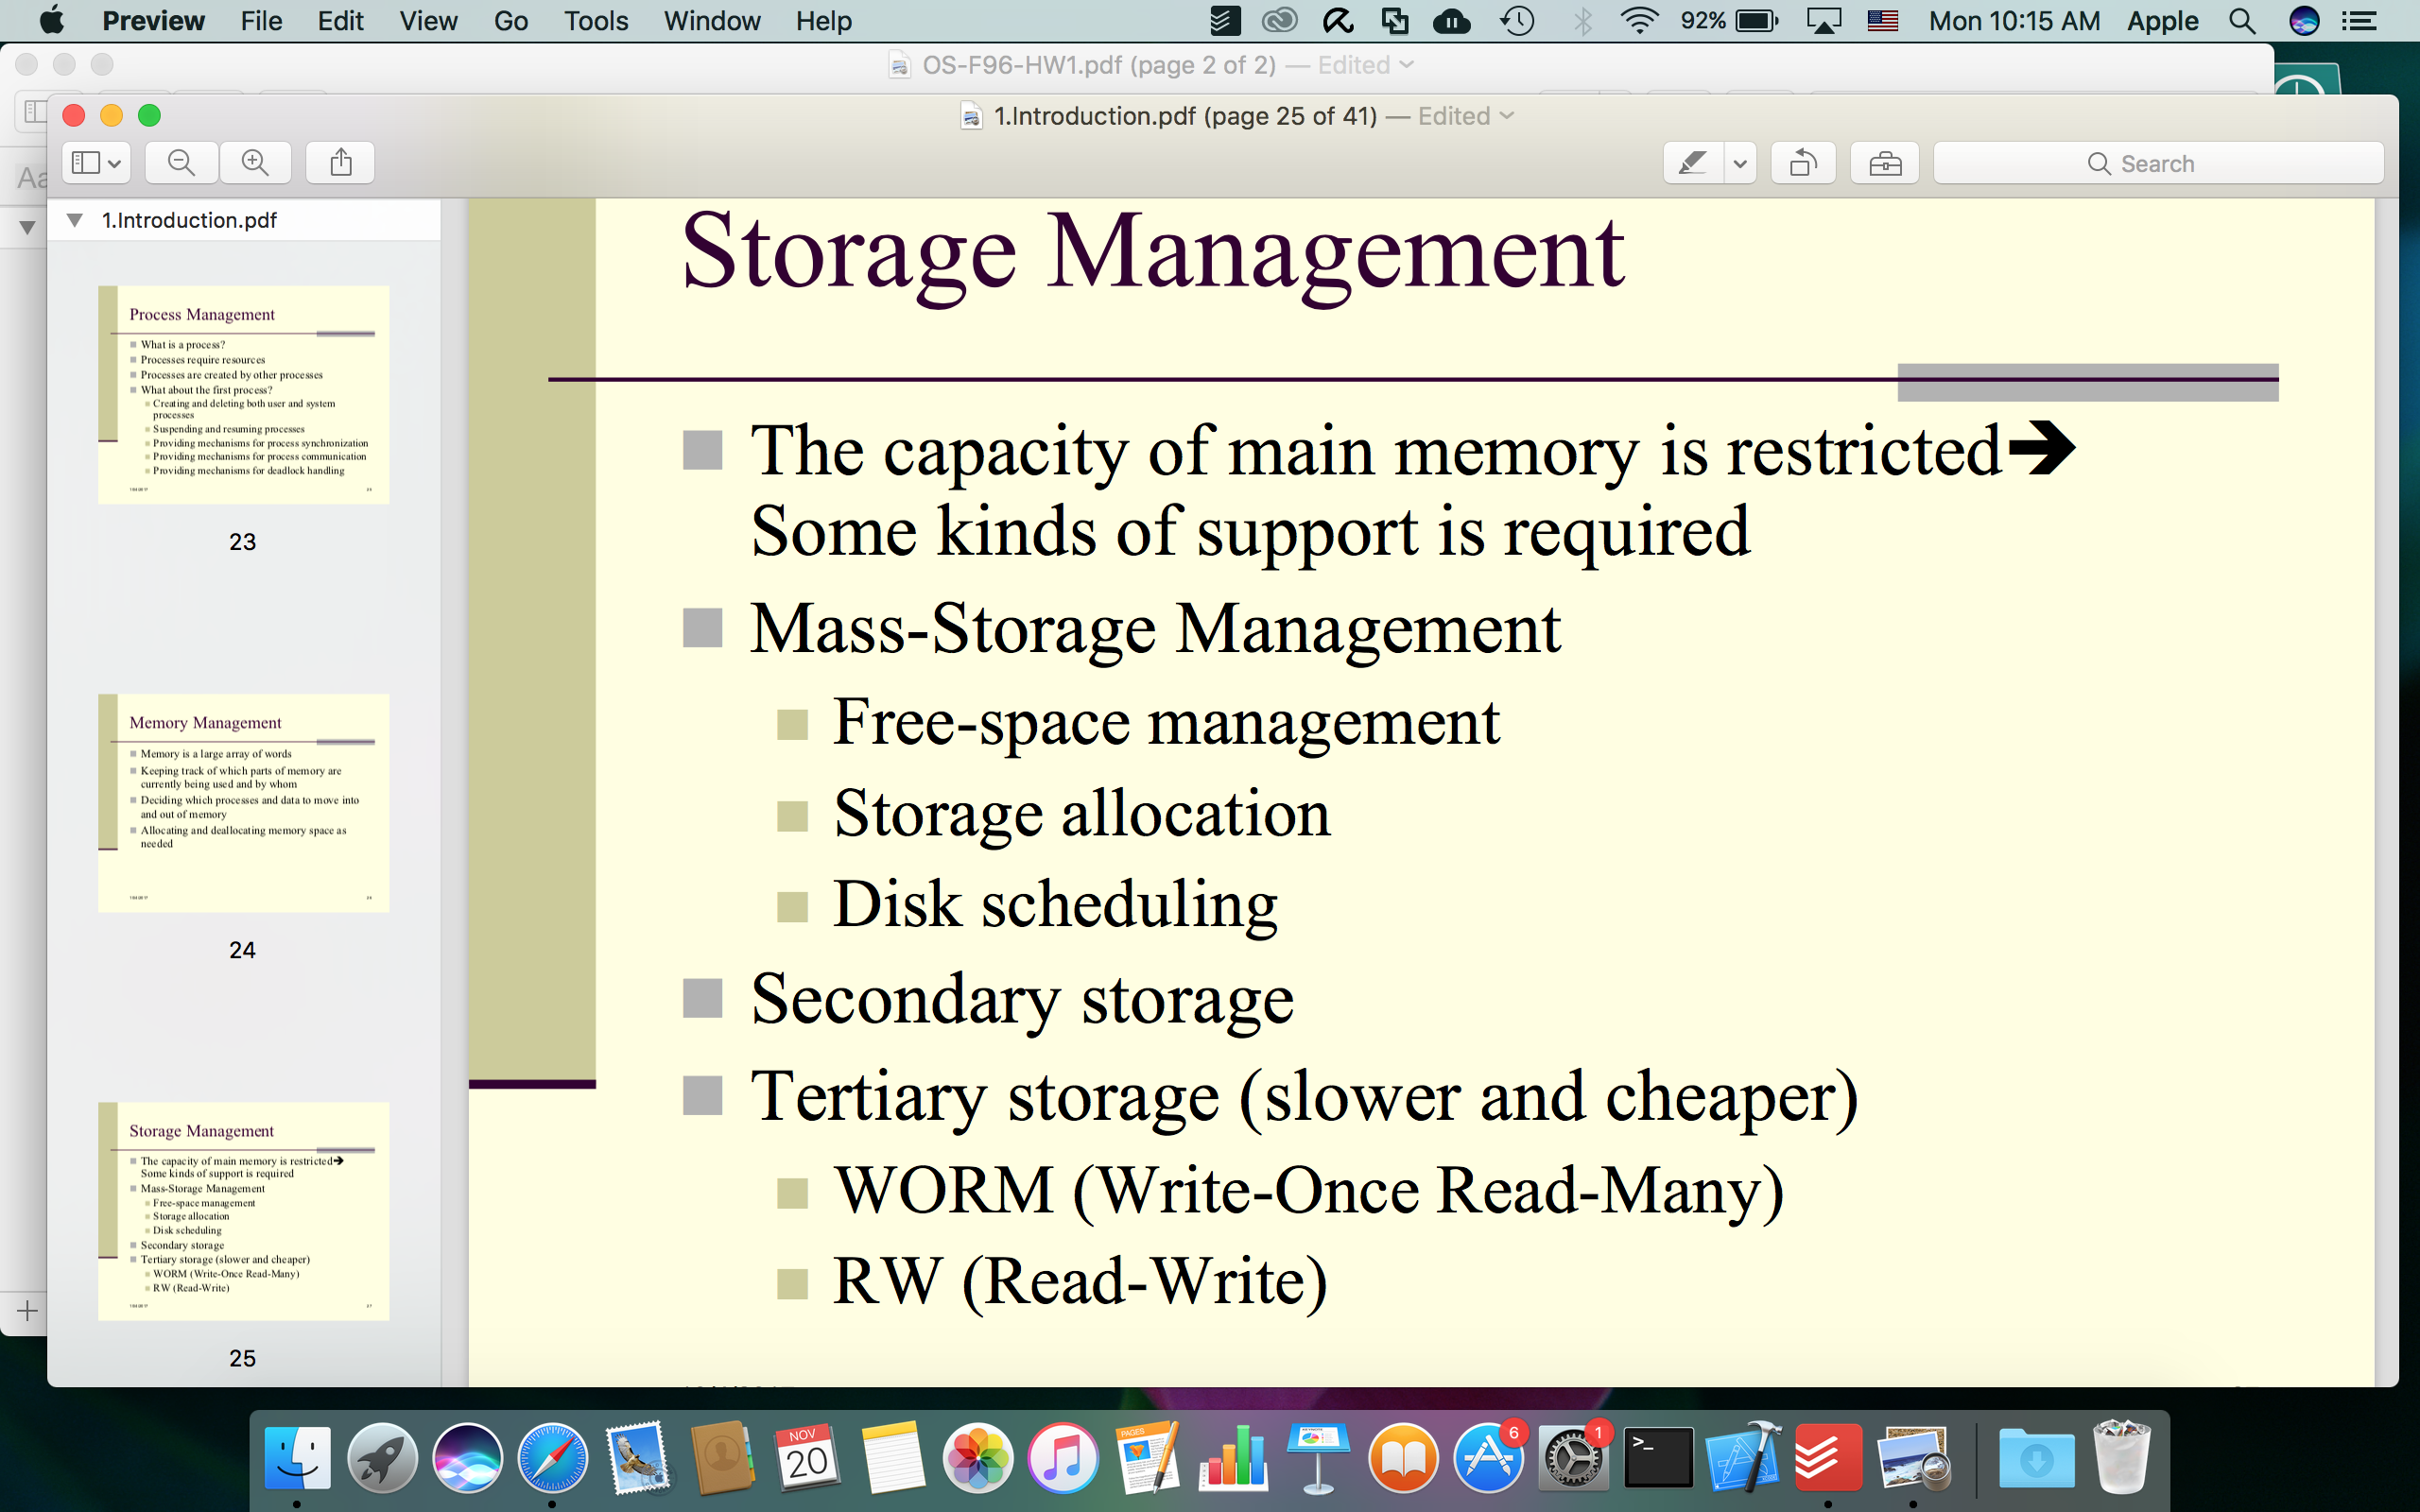 Preview File Edit View Go Tools Window Help 92% Mon 10:15 AM Apple
OS-F96-HW1.pdf (page 2 of 2) — Edited
1.Introduction.pdf (page 25 of 41) — Edited
Search
1.Introduction.pdf
Process Management
What is a process?
Processes require resources
Processes are created by other processes
What about the first process?
Creating and deleting both user and system
processes
Suspending and resuming processes
Providing mechanisms for process synchronization
Providing mechanisms for process communication
Providing mechanisms for deadlock handling
23
Memory Management
Memory is a large array of words
Keeping track of which parts of memory are
currently being used and by whom
Deciding which processes and data to move into
and out of memory
Allocating and deallocating memory space as
needed
24
Storage Management
The capacity of main memory is restricted➔
Some kinds of support is required
Mass-Storage Management
Free-space management
Storage allocation
Disk scheduling
Secondary storage
Tertiary storage (slower and cheaper)
WORM (Write-Once Read-Many)
RW (Read-Write)
25
Storage Management
The capacity of main memory is restricted➔
Some kinds of support is required
Mass-Storage Management
Free-space management
Storage allocation
Disk scheduling
Secondary storage
Tertiary storage (slower and cheaper)
WORM (Write-Once Read-Many)
RW (Read-Write)
NOV
20
PAGES
6
1
>_